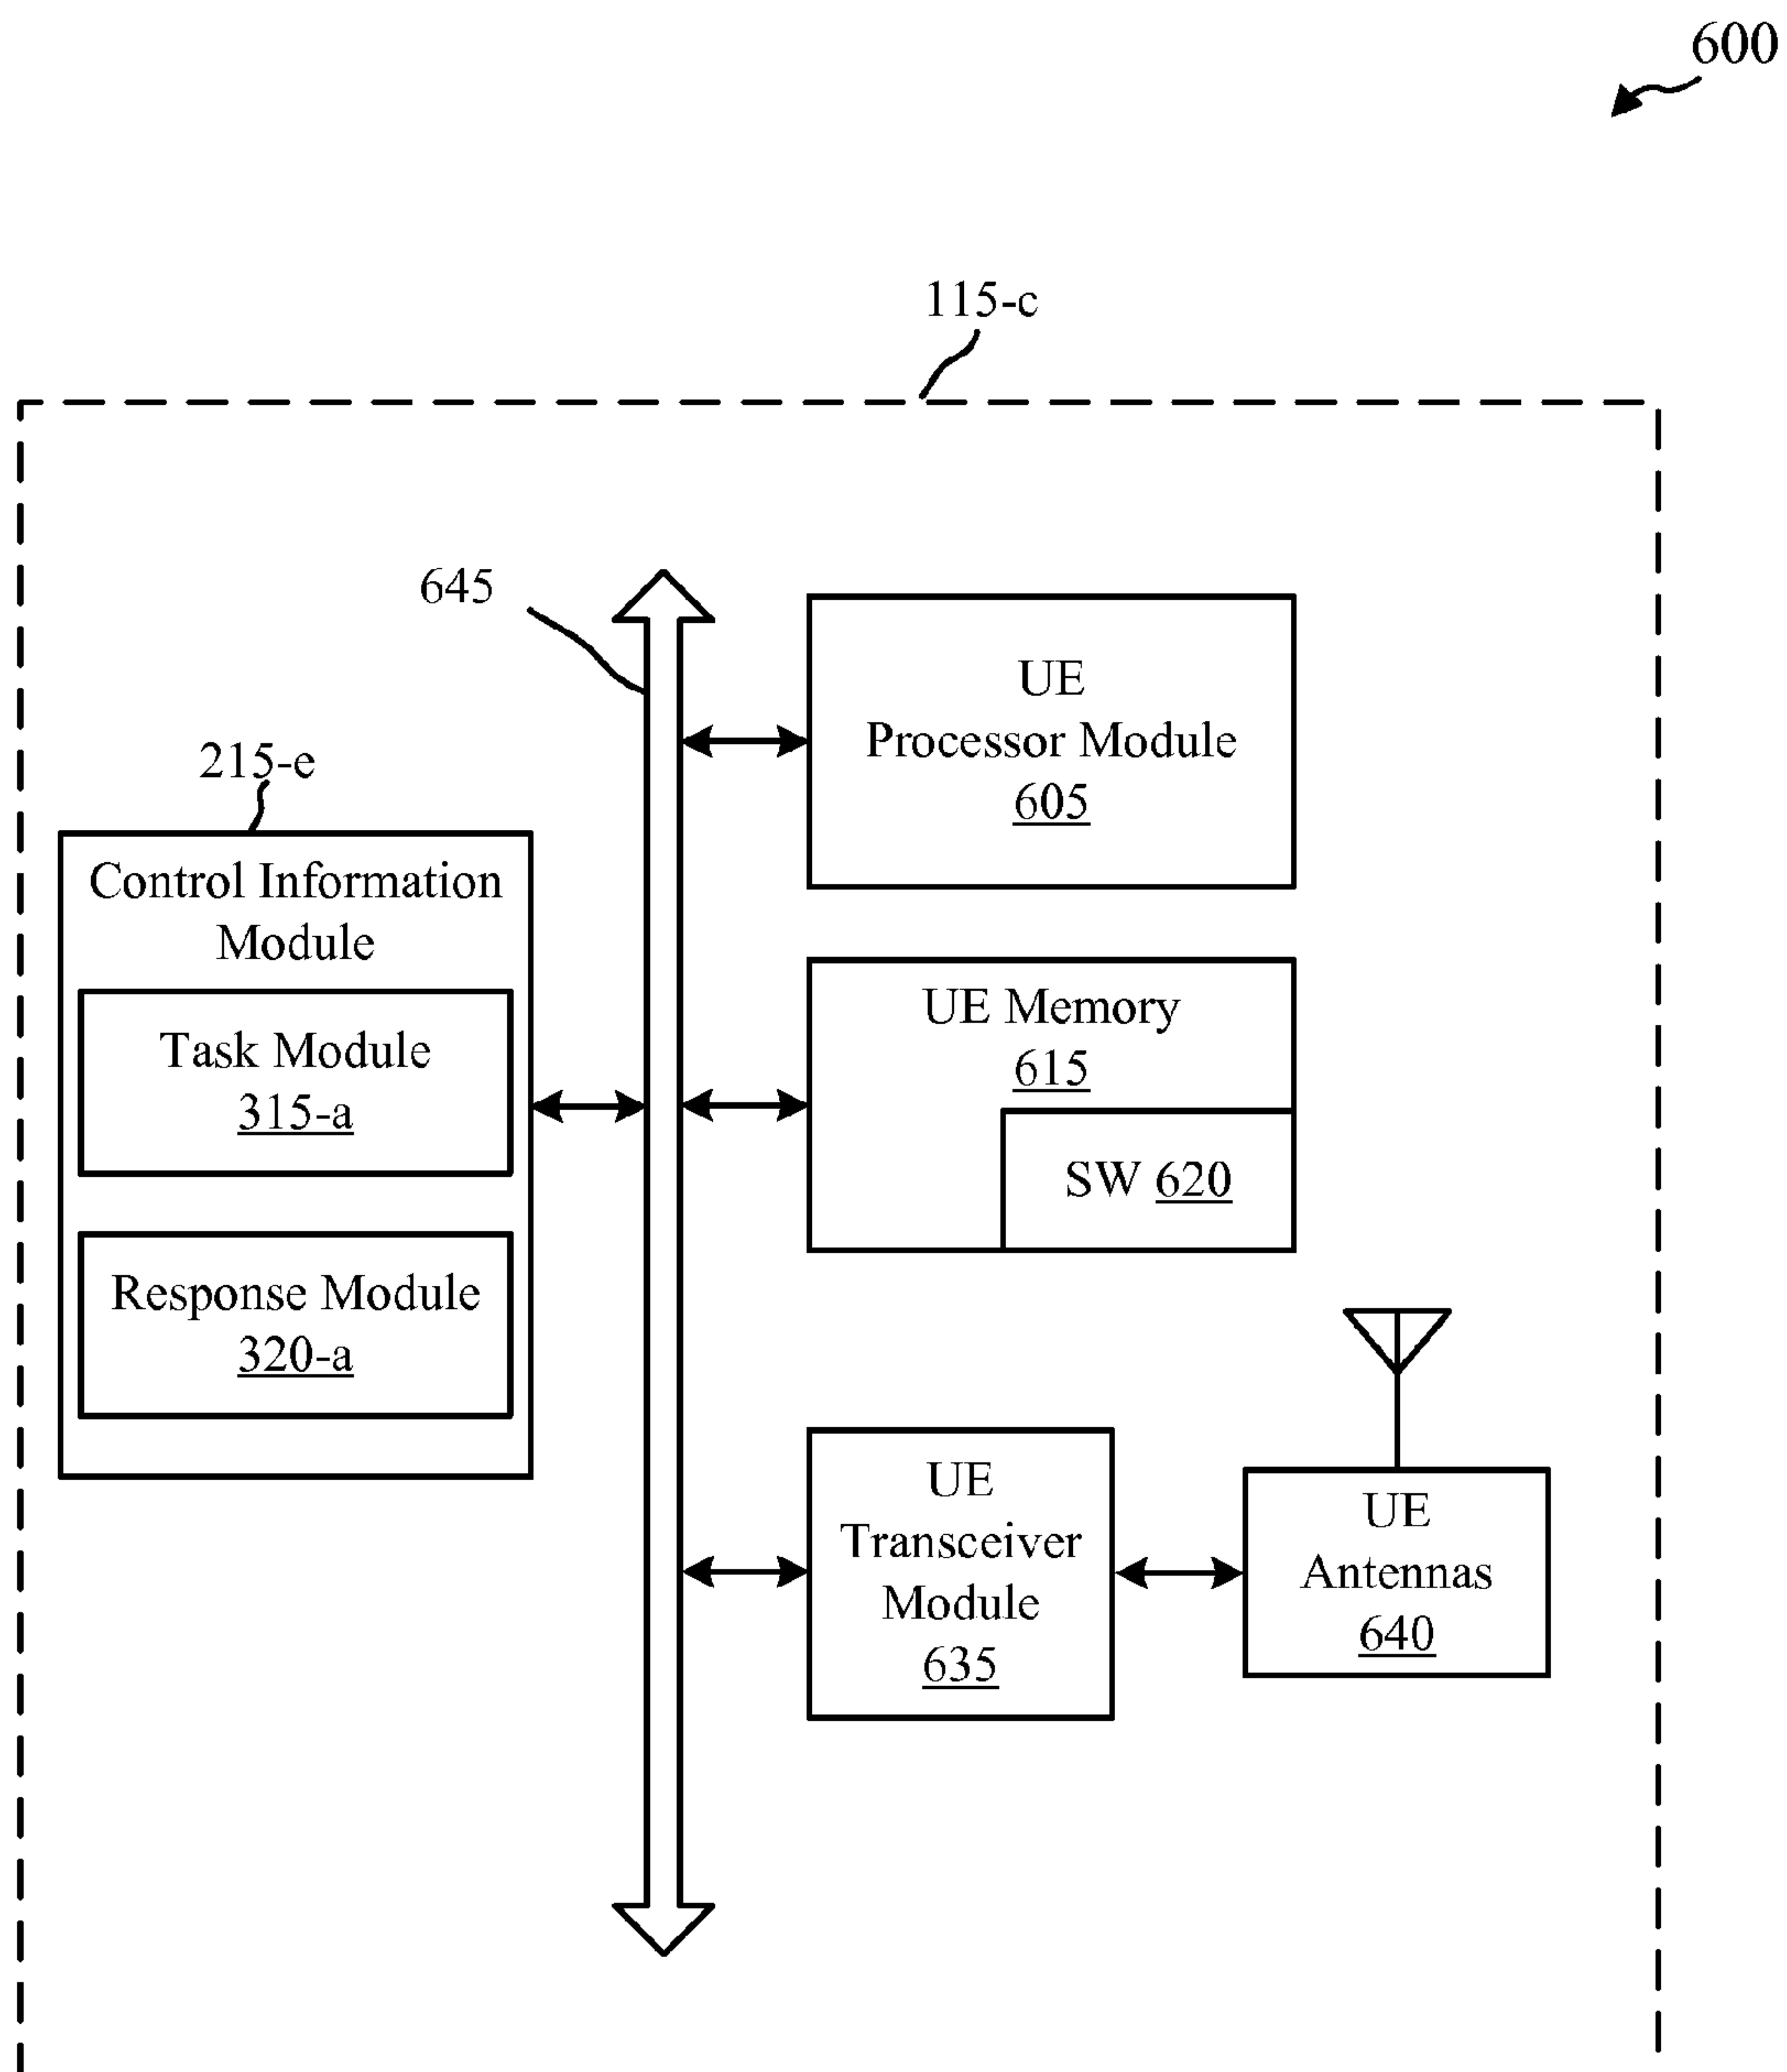 600
115-c
645
UE
Processor Module
605
215-e
Control Information
Module
Task Module
315-a
Response Module
320-a
UE Memory
615
SW 620
UE
Transceiver
Module
635
UE
Antennas
640